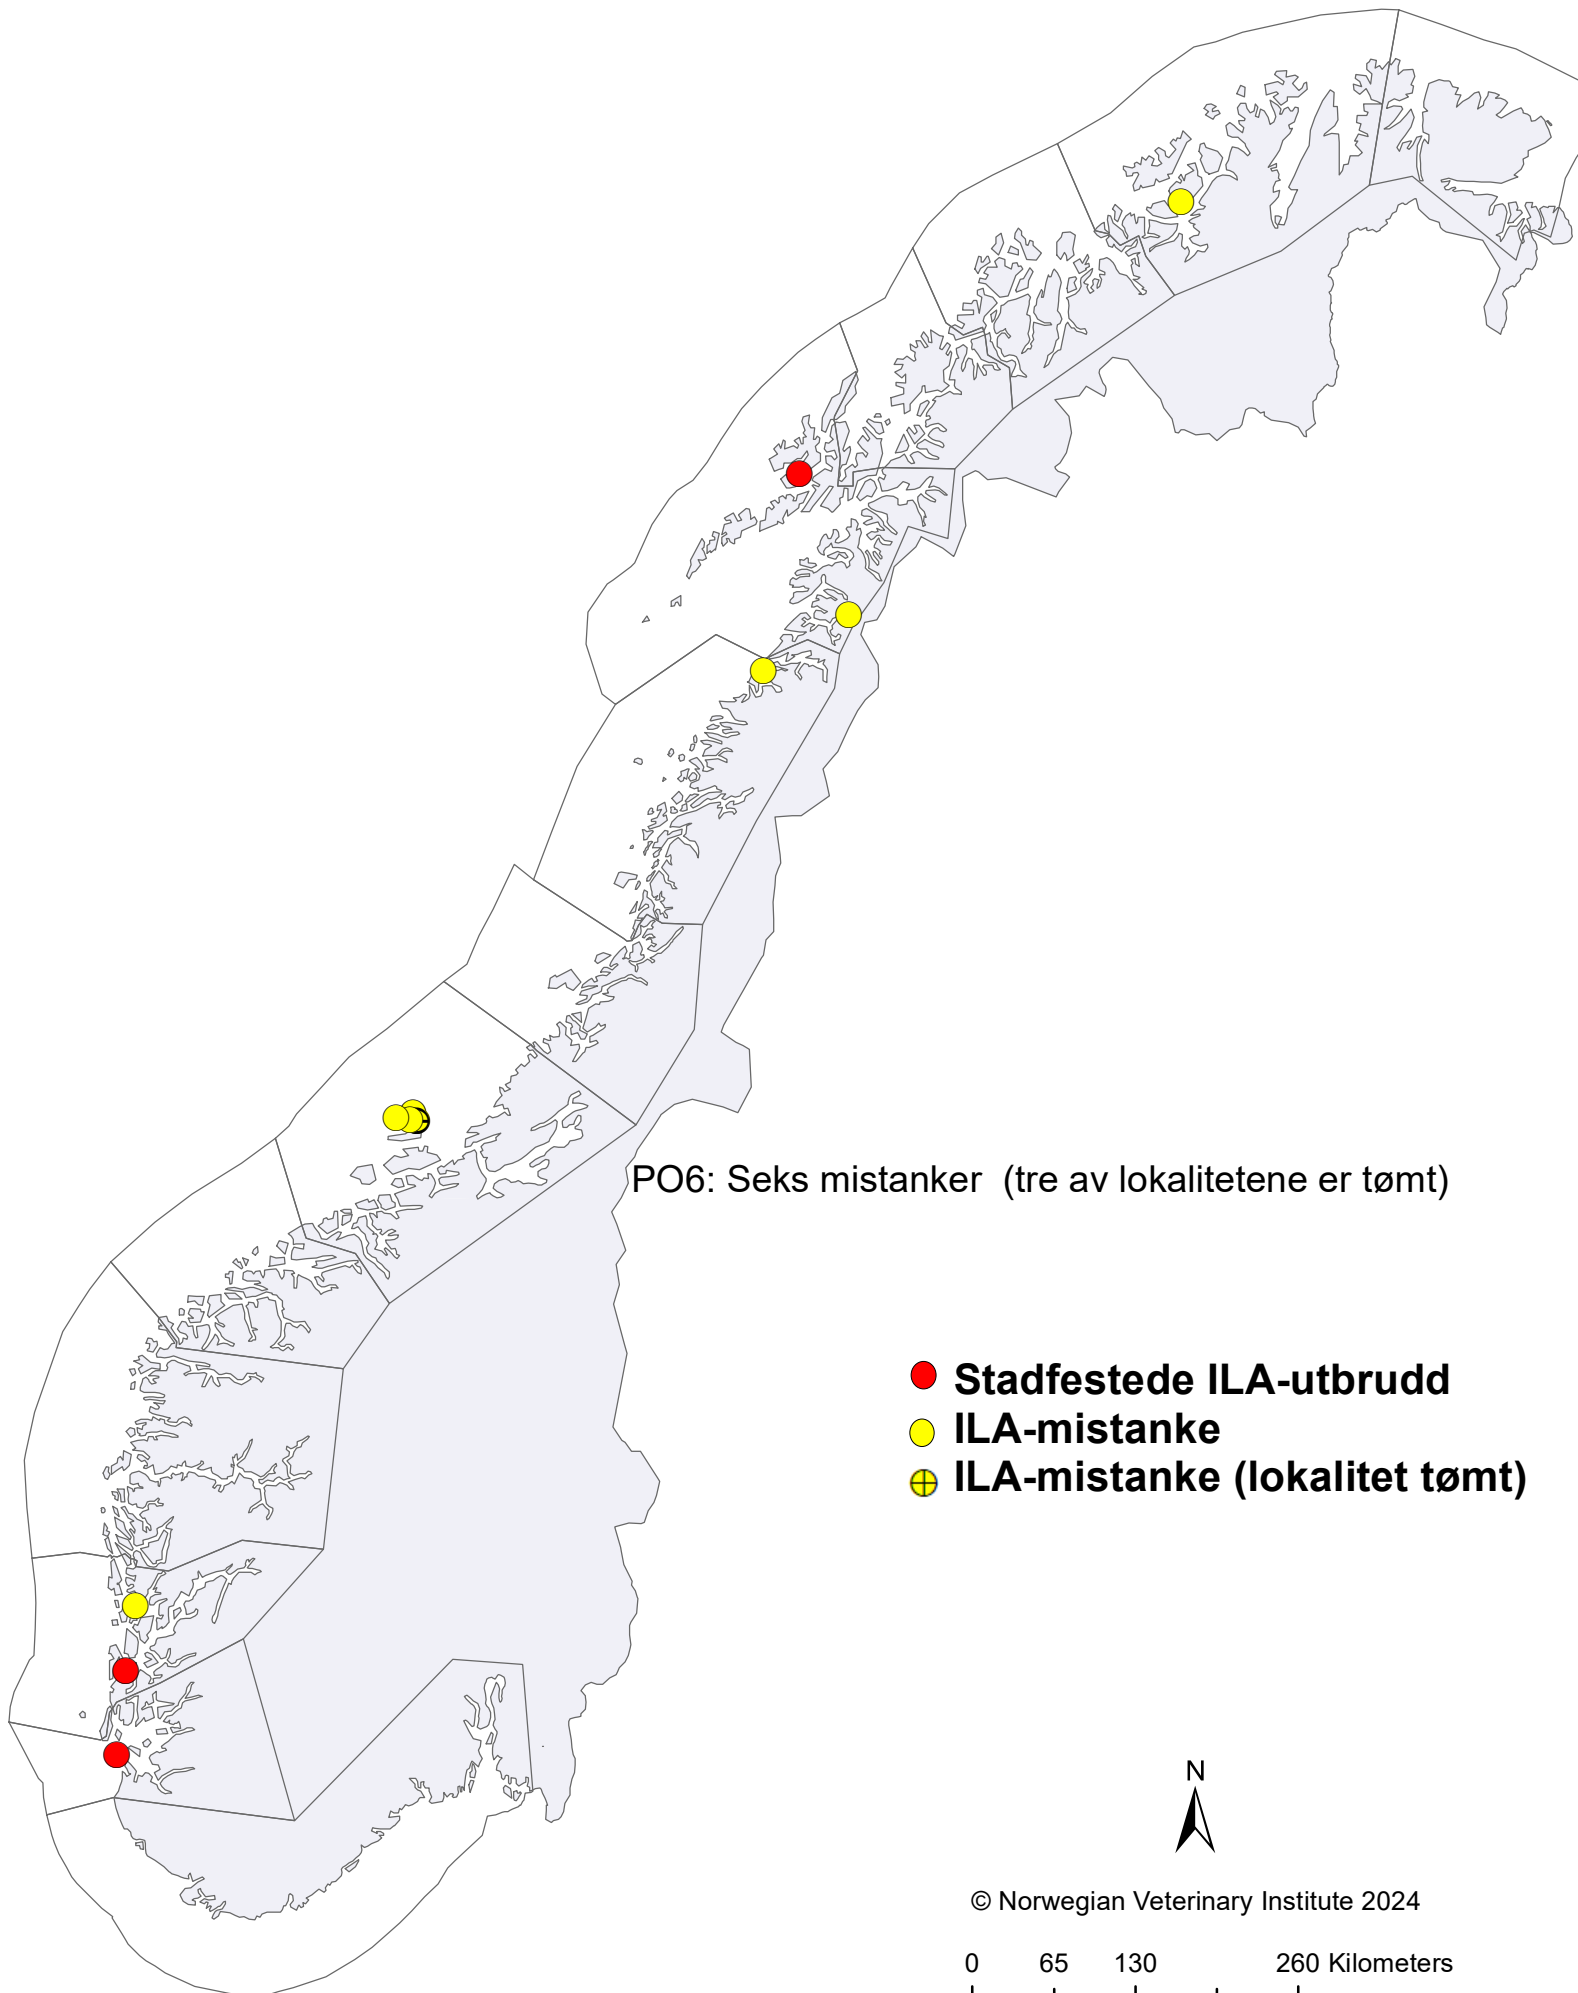 PO6: Seks mistanker (tre av lokalitetene er tømt)
Stadfestede ILA-utbrudd
ILA-mistanke
ILA-mistanke (lokalitet tømt)
N
© Norwegian Veterinary Institute 2024
0 65 130 260 Kilometers